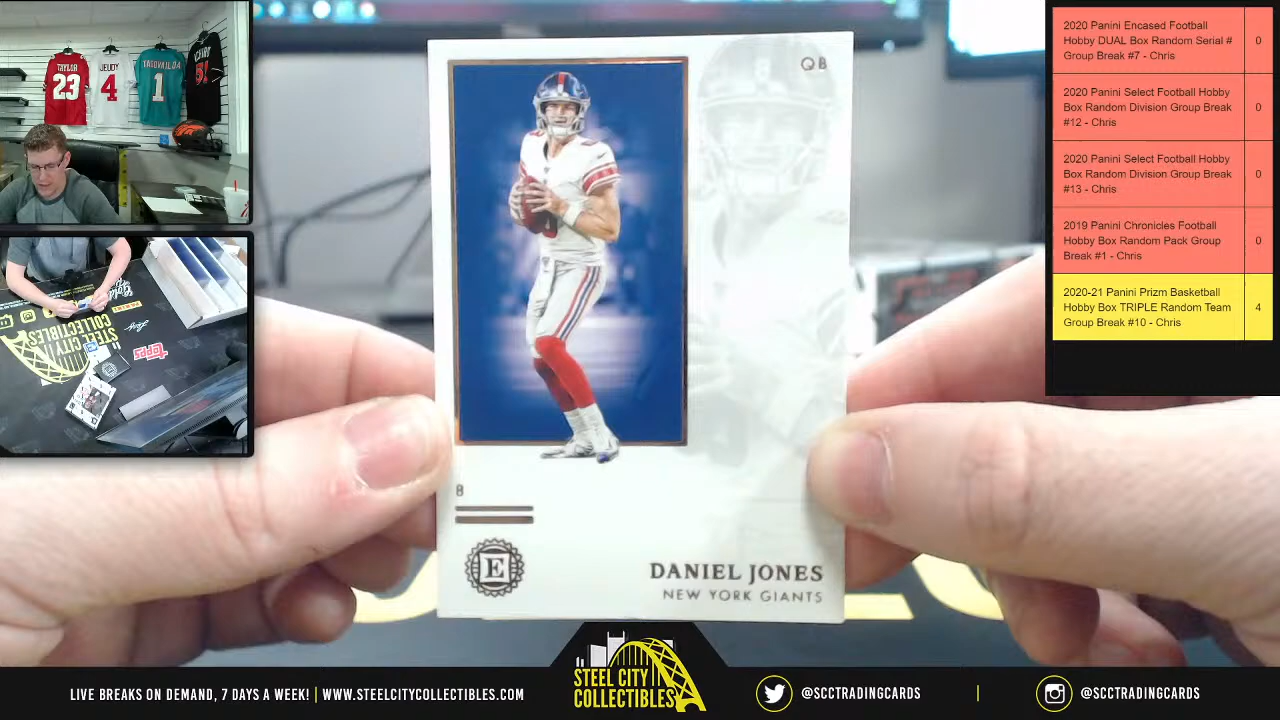 TAYLOR
23
JEUDY
4
TAGOVAILOA
1
STEEL CITY
COLLECTIBLES
topps
QB
8
E
DANIEL JONES
NEW YORK GIANTS
2020 Panini Encased Football
Hobby DUAL Box Random Serial #
Group Break #7 - Chris
0
2020 Panini Select Football Hobby
Box Random Division Group Break
#12 - Chris
0
2020 Panini Select Football Hobby
Box Random Division Group Break
#13 - Chris
0
2019 Panini Chronicles Football
Hobby Box Random Pack Group
Break #1 - Chris
0
2020-21 Panini Prizm Basketball
Hobby Box TRIPLE Random Team
Group Break #10 - Chris
4
LIVE BREAKS ON DEMAND, 7 DAYS A WEEK! | WWW.STEELCITYCOLLECTIBLES.COM
STEEL CITY
COLLECTIBLES
@SCCTRADINGCARDS
@SCCTRADINGCARDS